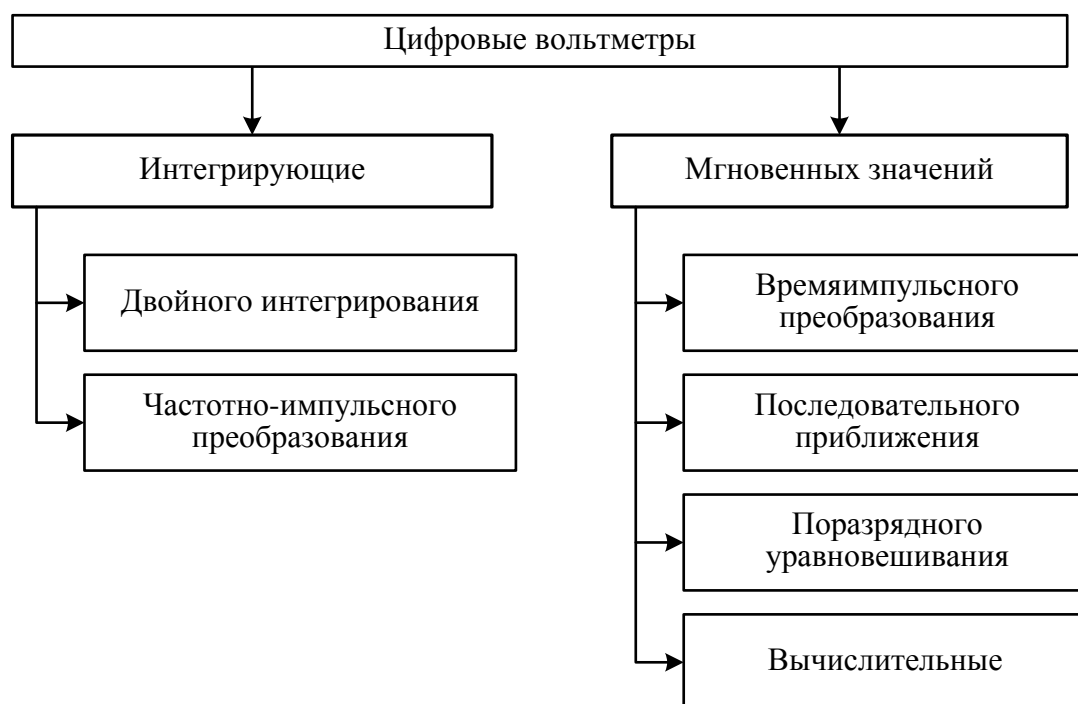 Цифровые вольтметры
Интегрирующие
Мгновенных значений
Двойного интегрирования
Частотно-импульсного
преобразования
Времяимпульсного
преобразования
Последовательного
приближения
Поразрядного
уравновешивания
Вычислительные